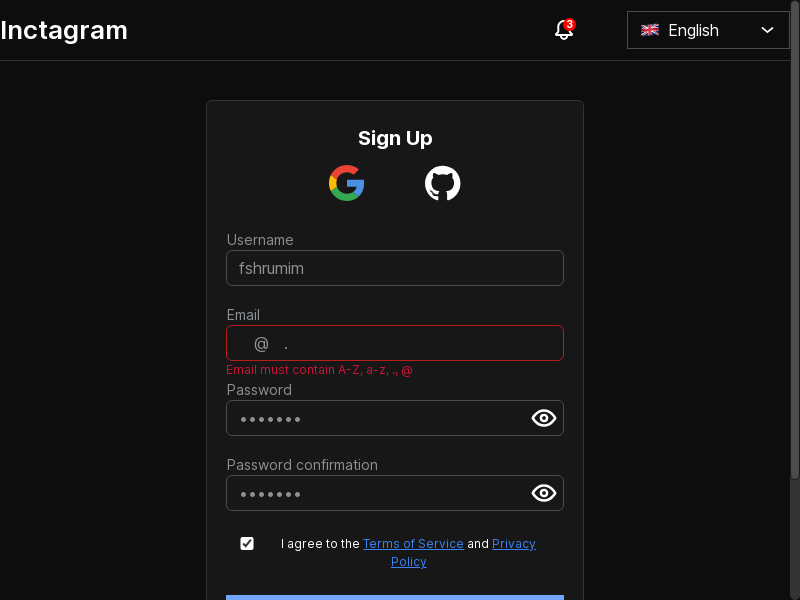 Inctagram
3
English
Sign Up
Username
fshrumim
Email
@ .
Email must contain A-Z, a-z, ., @
Password
•••••••
Password confirmation
•••••••
I agree to the Terms of Service and Privacy
Policy